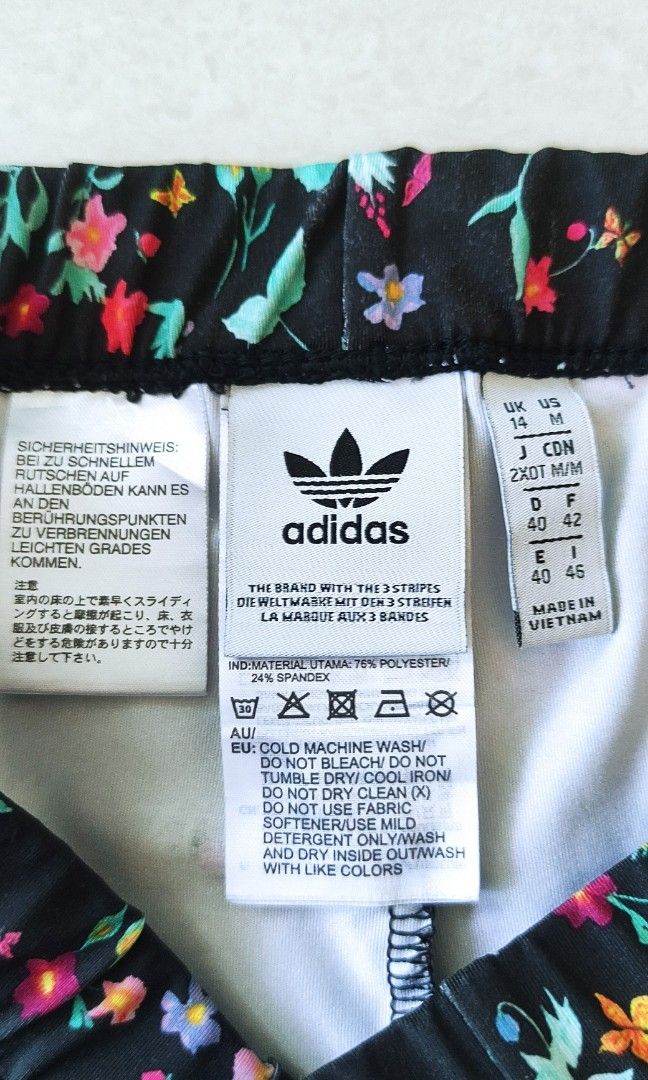 SICHERHEITSHINWEIS:
BEI ZU SCHNELLEM
RUTSCHEN AUF
HALLENBÖDEN KANN ES
AN DEN
BERÜHRUNGSPUNKTEN
ZU VERBRENNUNGEN
LEICHTEN GRADES
KOMMEN.
注意
室内の床の上で素早くスライディ
ングすると摩擦が起こり、床、衣
服及び皮膚の接するところでやけ
どをする危険がありますので十分
注意して下さい。
adidas
THE BRAND WITH THE 3 STRIPES
DIE WELTMARKE MIT DEN 3 STREIFEN
LA MARQUE AUX 3 BANDES
IND:MATERIAL UTAMA: 76% POLYESTER/
24% SPANDEX
30
AU/
EU: COLD MACHINE WASH/
DO NOT BLEACH/ DO NOT
TUMBLE DRY/ COOL IRON/
DO NOT DRY CLEAN (X)
DO NOT USE FABRIC
SOFTENER/USE MILD
DETERGENT ONLY/WASH
AND DRY INSIDE OUT/WASH
WITH LIKE COLORS
UK US
14 M
J CDN
2XOT M/M
D F
40 42
E I
40 46
MADE IN
VIETNAM